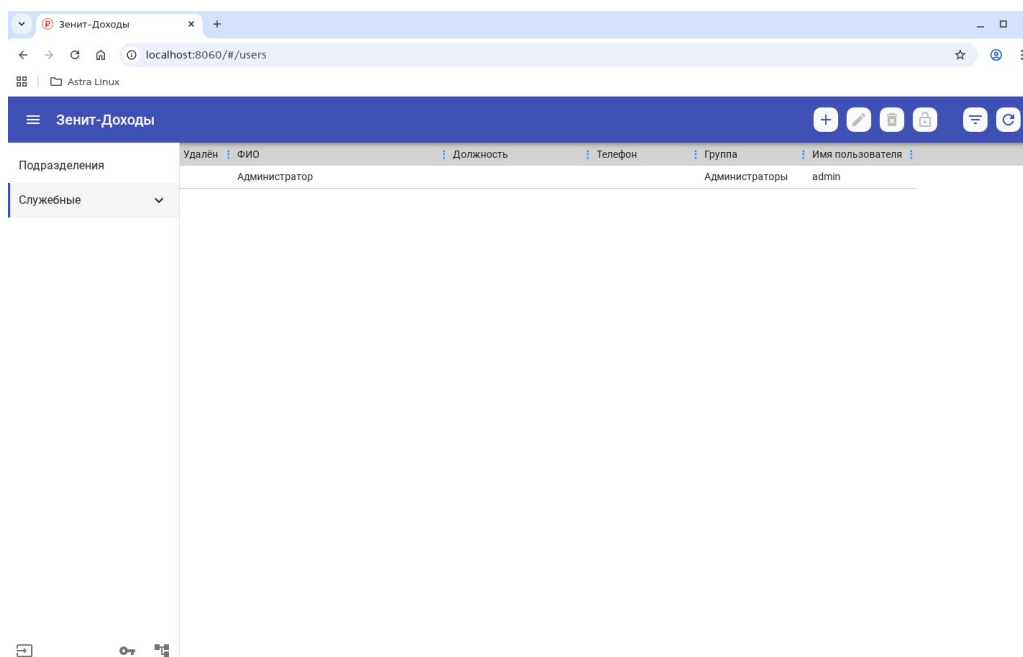 Зенит-Доходы
localhost:8060/#/users
Astra Linux
Зенит-Доходы
Подразделения
Служебные
Удалён ФИО Должность Телефон Группа Имя пользователя
Администратор Администраторы admin